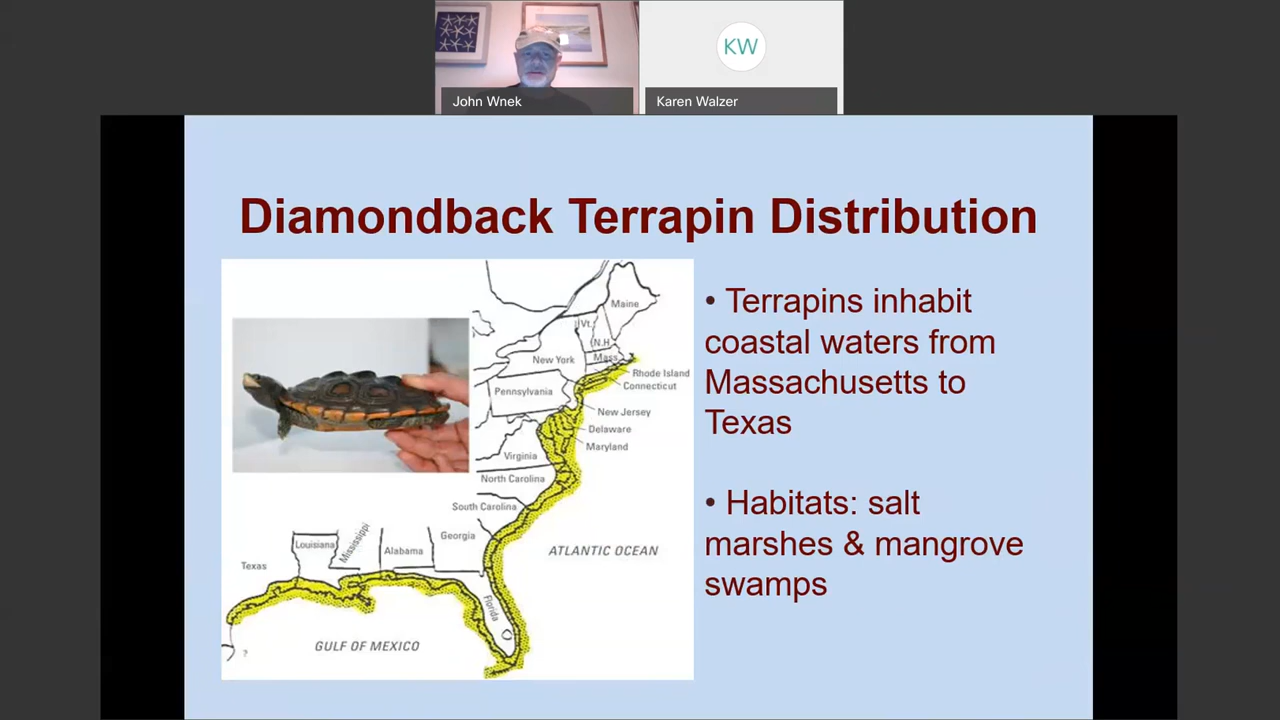 KW
John Wnek
Karen Walzer
Diamondback Terrapin Distribution
• Terrapins inhabit
coastal waters from
Massachusetts to
Texas
• Habitats: salt
marshes & mangrove
swamps
Maine
Vt.
N.H.
Mass.
New York
Rhode Island
Connecticut
Pennsylvania
New Jersey
Delaware
Maryland
Virginia
North Carolina
South Carolina
Georgia
ATLANTIC OCEAN
Louisiana
Mississippi
Alabama
Texas
Florida
GULF OF MEXICO
?